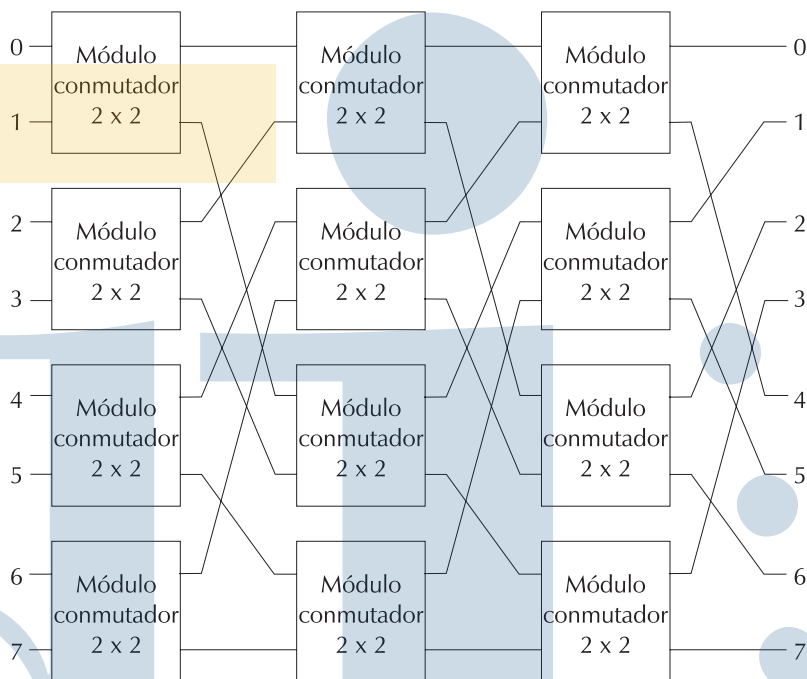 0
Módulo
conmutador
2 x 2
Módulo
conmutador
2 x 2
Módulo
conmutador
2 x 2
0
1
1
2
Módulo
conmutador
2 x 2
Módulo
conmutador
2 x 2
Módulo
conmutador
2 x 2
2
3
3
4
Módulo
conmutador
2 x 2
Módulo
conmutador
2 x 2
Módulo
conmutador
2 x 2
4
5
5
6
Módulo
conmutador
2 x 2
Módulo
conmutador
2 x 2
Módulo
conmutador
2 x 2
6
7
7